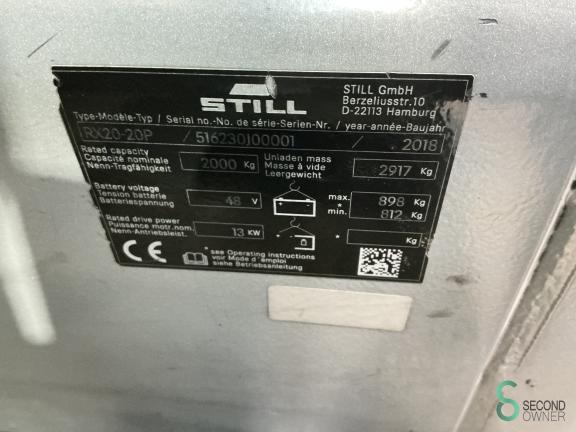 STILL
STILL GmbH
Berzeliusstr.10
D-22113 Hamburg
Type-Modèle-Typ / Serial no.-No. de série-Serien-Nr. / year-année-Baujahr
RX20-20P / 516230J00001 / 2018
Rated capacity
Capacité nominale
Nenn-Tragfähigkeit
2000 Kg
Unladen mass
Masse à vide
Leergewicht
2917 Kg
Battery voltage
Tension batterie
Batteriespannung
48 V
max. 898 Kg
*
min. 812 Kg
Rated drive power
Puissance motr.nom.
Nenn-Antriebsleist.
13 KW
*
* Kg
CE
* see Operating instructions
voir Mode d'emploi
siehe Betriebsanleitung
SECOND
OWNER